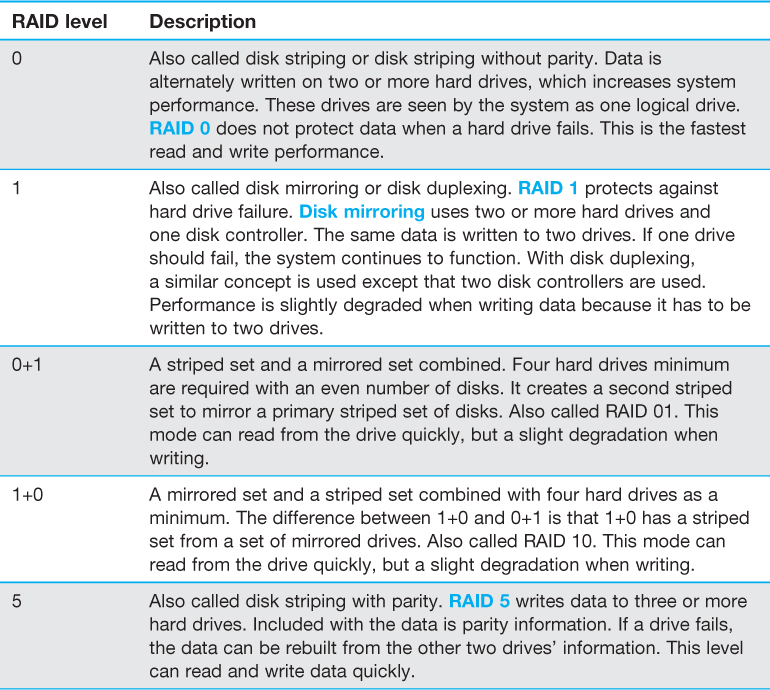 RAID level Description
0 Also called disk striping or disk striping without parity. Data is
alternately written on two or more hard drives, which increases system
performance. These drives are seen by the system as one logical drive.
RAID 0 does not protect data when a hard drive fails. This is the fastest
read and write performance.
1 Also called disk mirroring or disk duplexing. RAID 1 protects against
hard drive failure. Disk mirroring uses two or more hard drives and
one disk controller. The same data is written to two drives. If one drive
should fail, the system continues to function. With disk duplexing,
a similar concept is used except that two disk controllers are used.
Performance is slightly degraded when writing data because it has to be
written to two drives.
0+1 A striped set and a mirrored set combined. Four hard drives minimum
are required with an even number of disks. It creates a second striped
set to mirror a primary striped set of disks. Also called RAID 01. This
mode can read from the drive quickly, but a slight degradation when
writing.
1+0 A mirrored set and a striped set combined with four hard drives as a
minimum. The difference between 1+0 and 0+1 is that 1+0 has a striped
set from a set of mirrored drives. Also called RAID 10. This mode can
read from the drive quickly, but a slight degradation when writing.
5 Also called disk striping with parity. RAID 5 writes data to three or more
hard drives. Included with the data is parity information. If a drive fails,
the data can be rebuilt from the other two drives' information. This level
can read and write data quickly.